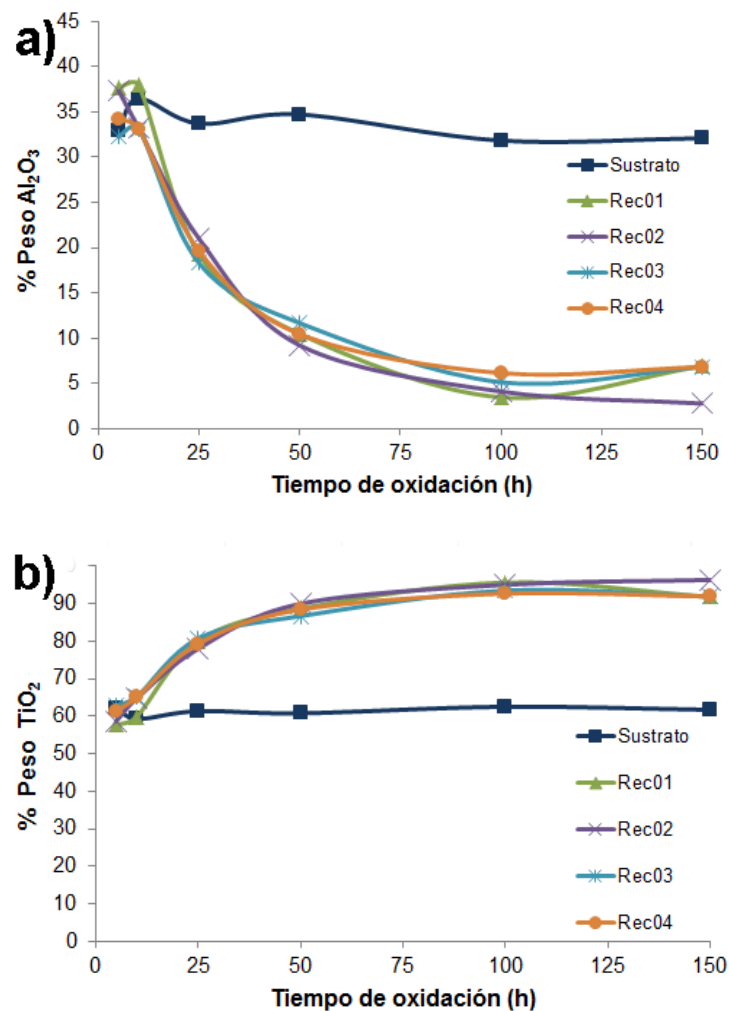 a)
45
40
35
30
25
20
15
10
5
0
% Peso Al₂O₃
Sustrato
Rec01
Rec02
Rec03
Rec04
0 25 50 75 100 125 150
Tiempo de oxidación (h)
b)
90
80
70
60
50
40
30
20
10
0
% Peso TiO₂
Sustrato
Rec01
Rec02
Rec03
Rec04
0 25 50 75 100 125 150
Tiempo de oxidación (h)